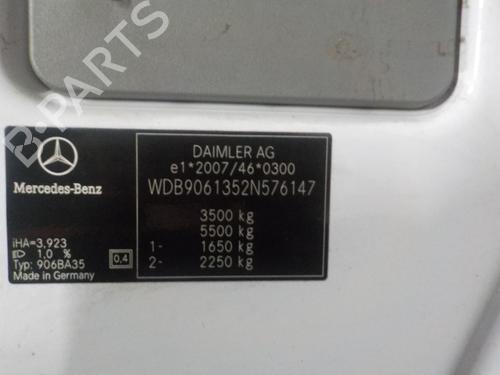 B-PARTS
DAIMLER AG
e1*2007/46*0300
WDB9061352N576147
3500 kg
5500 kg
1- 1650 kg
2- 2250 kg
Mercedes-Benz
iHA=3,923
1.0 %
Typ: 906BA35
0,4
Made in Germany